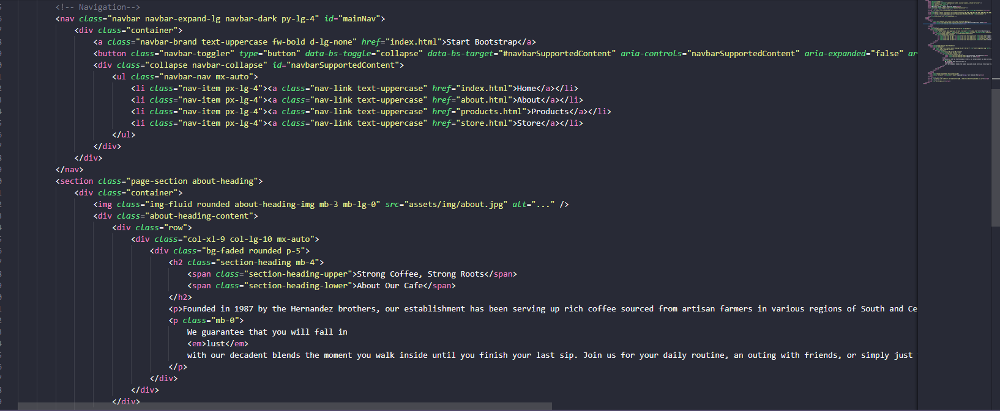 <!-- Navigation-->
<nav class="navbar navbar-expand-lg navbar-dark py-lg-4" id="mainNav">
<div class="container">
<a class="navbar-brand text-uppercase fw-bold d-lg-none" href="index.html">Start Bootstrap</a>
<button class="navbar-toggler" type="button" data-bs-toggle="collapse" data-bs-target="#navbarSupportedContent" aria-controls="navbarSupportedContent" aria-expanded="false" ar
<div class="collapse navbar-collapse" id="navbarSupportedContent">
<ul class="navbar-nav mx-auto">
<li class="nav-item px-lg-4"><a class="nav-link text-uppercase" href="index.html">Home</a></li>
<li class="nav-item px-lg-4"><a class="nav-link text-uppercase" href="about.html">About</a></li>
<li class="nav-item px-lg-4"><a class="nav-link text-uppercase" href="products.html">Products</a></li>
<li class="nav-item px-lg-4"><a class="nav-link text-uppercase" href="store.html">Store</a></li>
</ul>
</div>
</div>
</nav>
<section class="page-section about-heading">
<div class="container">
<img class="img-fluid rounded about-heading-img mb-3 mb-lg-0" src="assets/img/about.jpg" alt="..." />
<div class="about-heading-content">
<div class="row">
<div class="col-xl-9 col-lg-10 mx-auto">
<div class="bg-faded rounded p-5">
<h2 class="section-heading mb-4">
<span class="section-heading-upper">Strong Coffee, Strong Roots</span>
<span class="section-heading-lower">About Our Cafe</span>
</h2>
<p>Founded in 1987 by the Hernandez brothers, our establishment has been serving up rich coffee sourced from artisan farmers in various regions of South and Ce
<p class="mb-0">
We guarantee that you will fall in
<em>lust</em>
with our decadent blends the moment you walk inside until you finish your last sip. Join us for your daily routine, an outing with friends, or simply just
</p>
</div>
</div>
</div>